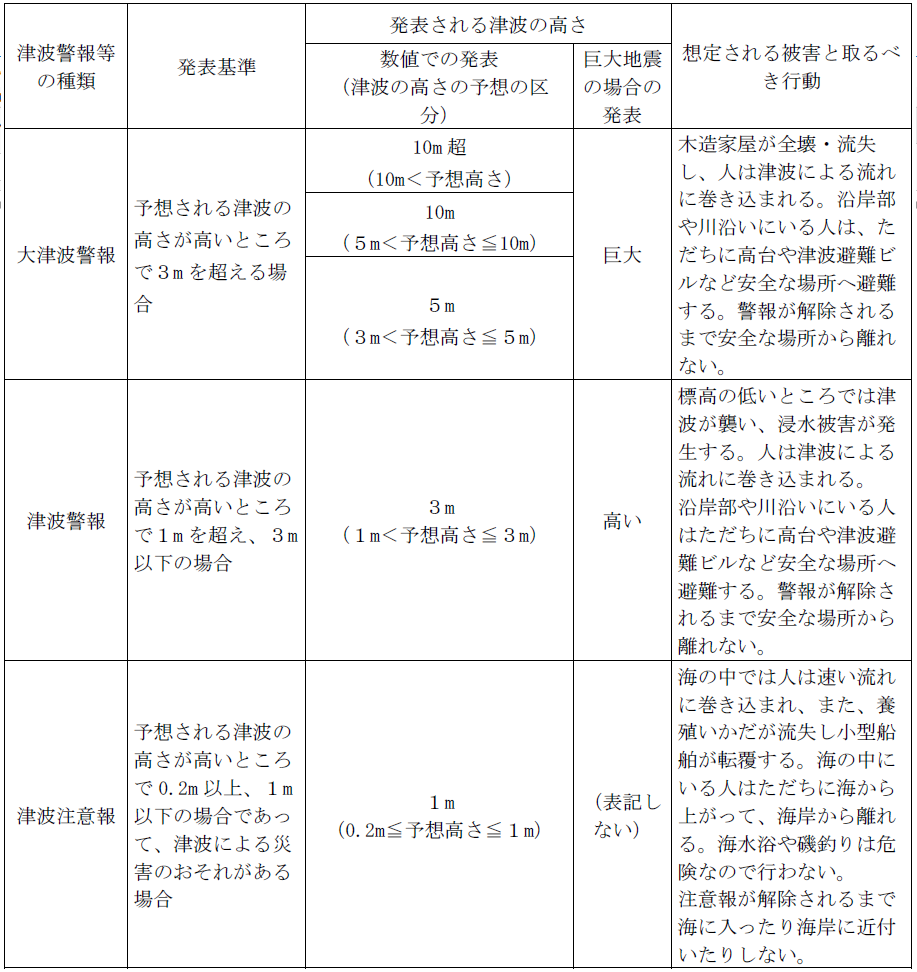 津波警報等
の種類
発表基準
発表される津波の高さ
数値での発表
（津波の高さの予想の区
分）
巨大地震
の場合の
発表
想定される被害と取るべ
き行動
大津波警報
予想される津波の
高さが高いところ
で３ｍを超える場
合
10m 超
(10m＜予想高さ)
10m
(５ｍ＜予想高さ≦10m)
５ｍ
(３ｍ＜予想高さ≦５ｍ)
巨大
木造家屋が全壊・流失
し、人は津波による流れ
に巻き込まれる。沿岸部
や川沿いにいる人は、た
だちに高台や津波避難ビ
ルなど安全な場所へ避難
する。警報が解除される
まで安全な場所から離れ
ない。
津波警報
予想される津波の
高さが高いところ
で１ｍを超え、３ｍ
以下の場合
３ｍ
(１ｍ＜予想高さ≦３ｍ)
高い
標高の低いところでは津
波が襲い、浸水被害が発
生する。人は津波による
流れに巻き込まれる。
沿岸部や川沿いにいる人
はただちに高台や津波避
難ビルなど安全な場所へ
避難する。警報が解除さ
れるまで安全な場所から
離れない。
津波注意報
予想される津波の
高さが高いところ
で 0.2m 以上、１ｍ
以下の場合であっ
て、津波による災
害のおそれがある
場合
１ｍ
(0.2m≦予想高さ≦１ｍ)
（表記し
ない）
海の中では人は速い流れ
に巻き込まれ、また、養
殖いかだが流失し小型船
舶が転覆する。海の中に
いる人はただちに海から
上がって、海岸から離れ
る。海水浴や磯釣りは危
険なので行わない。
注意報が解除されるまで
海に入ったり海岸に近付
いたりしない。